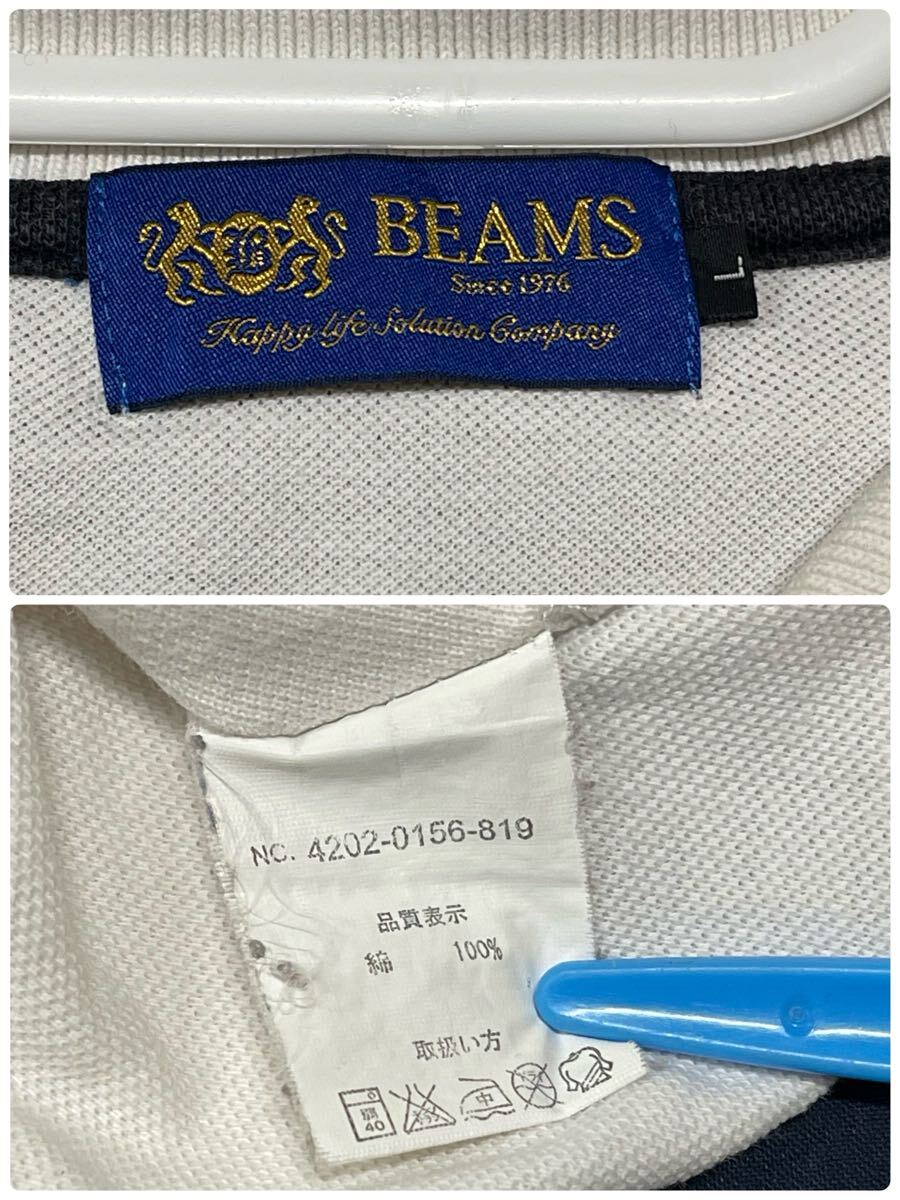 BEAMS
Since 1976
Happy life Solution Company
L
NO. 4202-0156-819
品質表示
綿 100%
取扱い方
弱
40
中